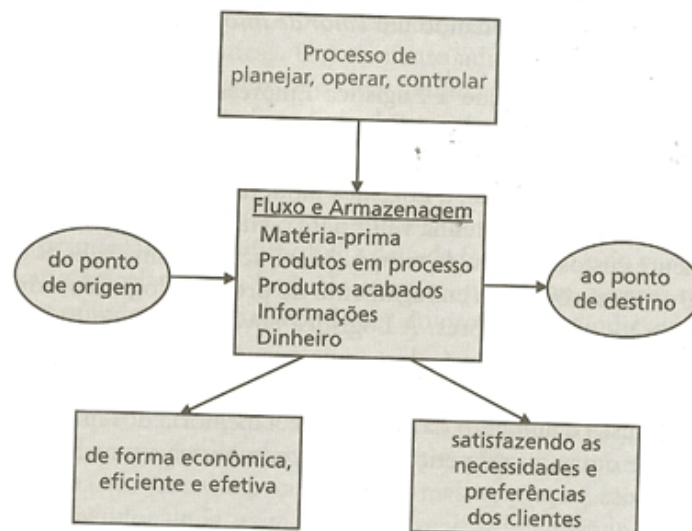 Processo de
planejar, operar, controlar
Fluxo e Armazenagem
Matéria-prima
Produtos em processo
Produtos acabados
Informações
Dinheiro
do ponto
de origem
ao ponto
de destino
de forma econômica,
eficiente e efetiva
satisfazendo as
necessidades e
preferências
dos clientes